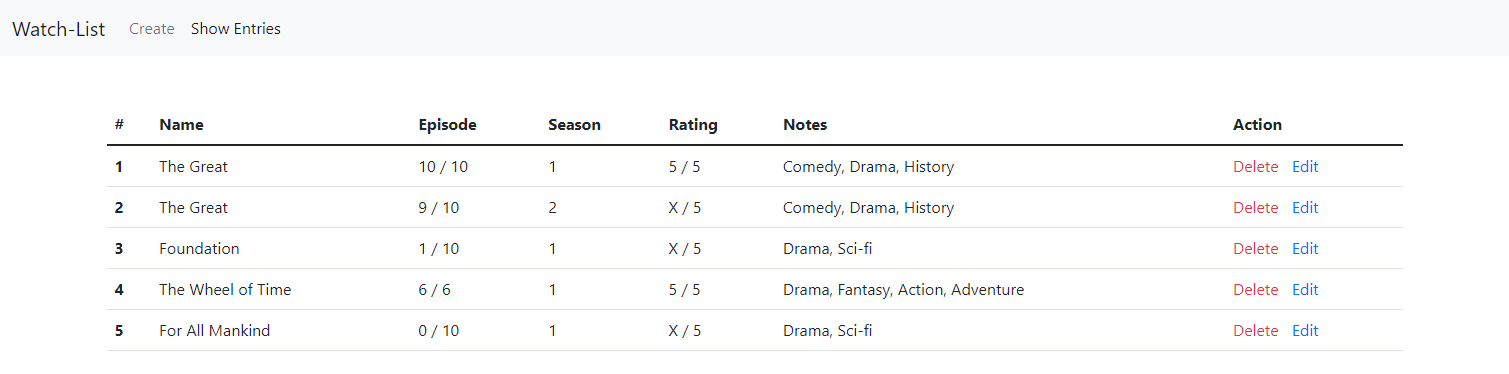 Watch-List Create Show Entries
# Name Episode Season Rating Notes Action
1 The Great 10 / 10 1 5 / 5 Comedy, Drama, History Delete Edit
2 The Great 9 / 10 2 X / 5 Comedy, Drama, History Delete Edit
3 Foundation 1 / 10 1 X / 5 Drama, Sci-fi Delete Edit
4 The Wheel of Time 6 / 6 1 5 / 5 Drama, Fantasy, Action, Adventure Delete Edit
5 For All Mankind 0 / 10 1 X / 5 Drama, Sci-fi Delete Edit